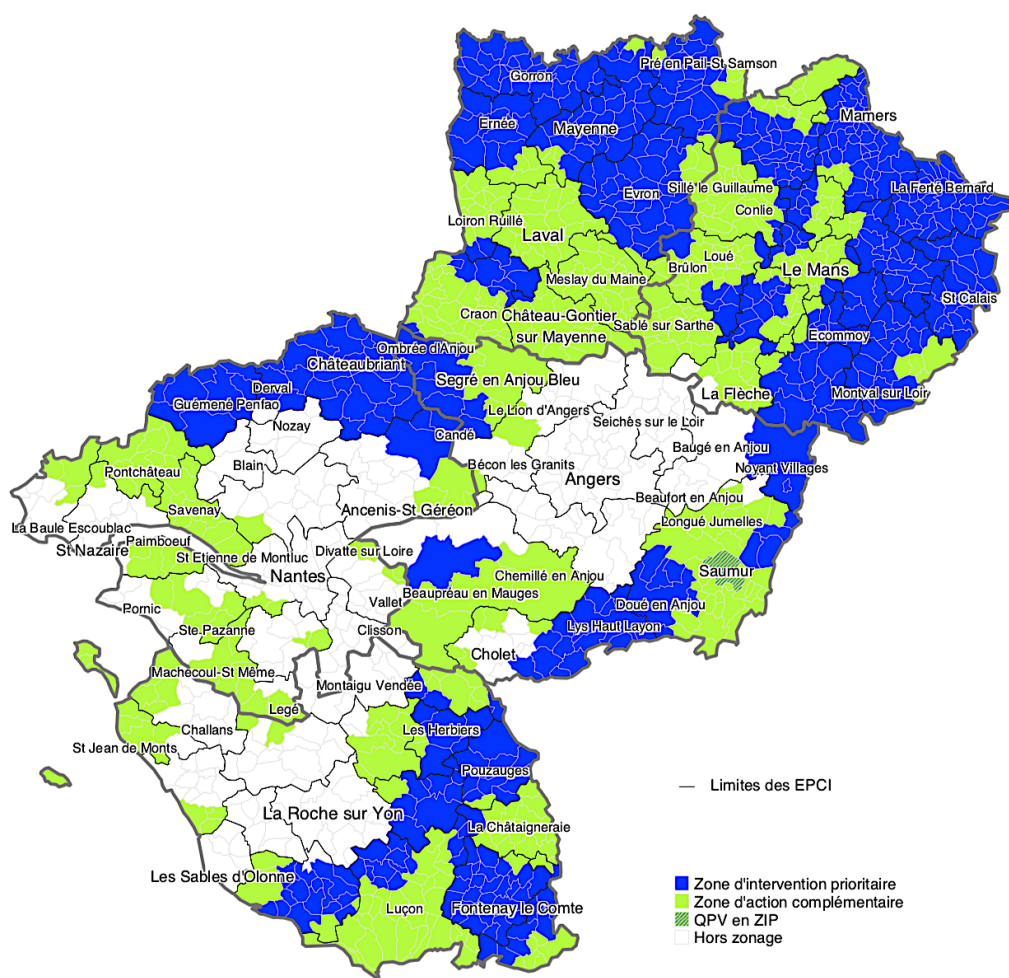 Pré en Pail-St Samson
Gorron
Mamers
Ernée
Mayenne
La Ferté Bernard
Evron
Sillé le Guillaume
Conlie
Loiron Ruillé
Laval
Loué
Brûlon
Le Mans
Meslay du Maine
St Calais
Craon
Château-Gontier
sur Mayenne
Sablé sur Sarthe
Ecommoy
Ombrée d'Anjou
Châteaubriant
Segré en Anjou Bleu
La Flèche
Montval sur Loir
Derval
Guémené Penfao
Le Lion d'Angers
Seichès sur le Loir
Nozay
Candé
Baugé en Anjou
Blain
Pontchâteau
Bécon les Granits
Noyant Villages
Angers
Beaufort en Anjou
Savenay
Ancenis-St Géréon
Longué Jumelles
La Baule Escoublac
Paimboeuf
St Nazaire
St Etienne de Montluc
Divatte sur Loire
Nantes
Chemillé en Anjou
Saumur
Beaupréau en Mauges
Vallet
Pornic
Doué en Anjou
Ste Pazanne
Clisson
Lys Haut Layon
Cholet
Machecoul-St Même
Montaigu Vendée
Legé
Challans
Les Herbiers
St Jean de Monts
Pouzauges
Limites des EPCI
La Roche sur Yon
La Châtaigneraie
Les Sables d'Olonne
Luçon
Fontenay le Comte
Zone d'intervention prioritaire
Zone d'action complémentaire
QPV en ZIP
Hors zonage